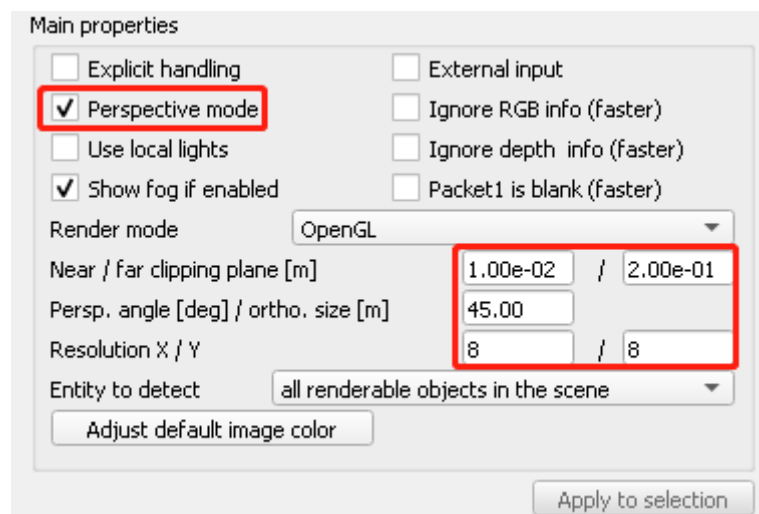 Main properties
Explicit handling External input
Perspective mode Ignore RGB info (faster)
Use local lights Ignore depth info (faster)
Show fog if enabled Packet1 is blank (faster)
Render mode OpenGL
Near / far clipping plane [m] 1.00e-02 / 2.00e-01
Persp. angle [deg] / ortho. size [m] 45.00
Resolution X / Y 8 / 8
Entity to detect all renderable objects in the scene
Adjust default image color
Apply to selection